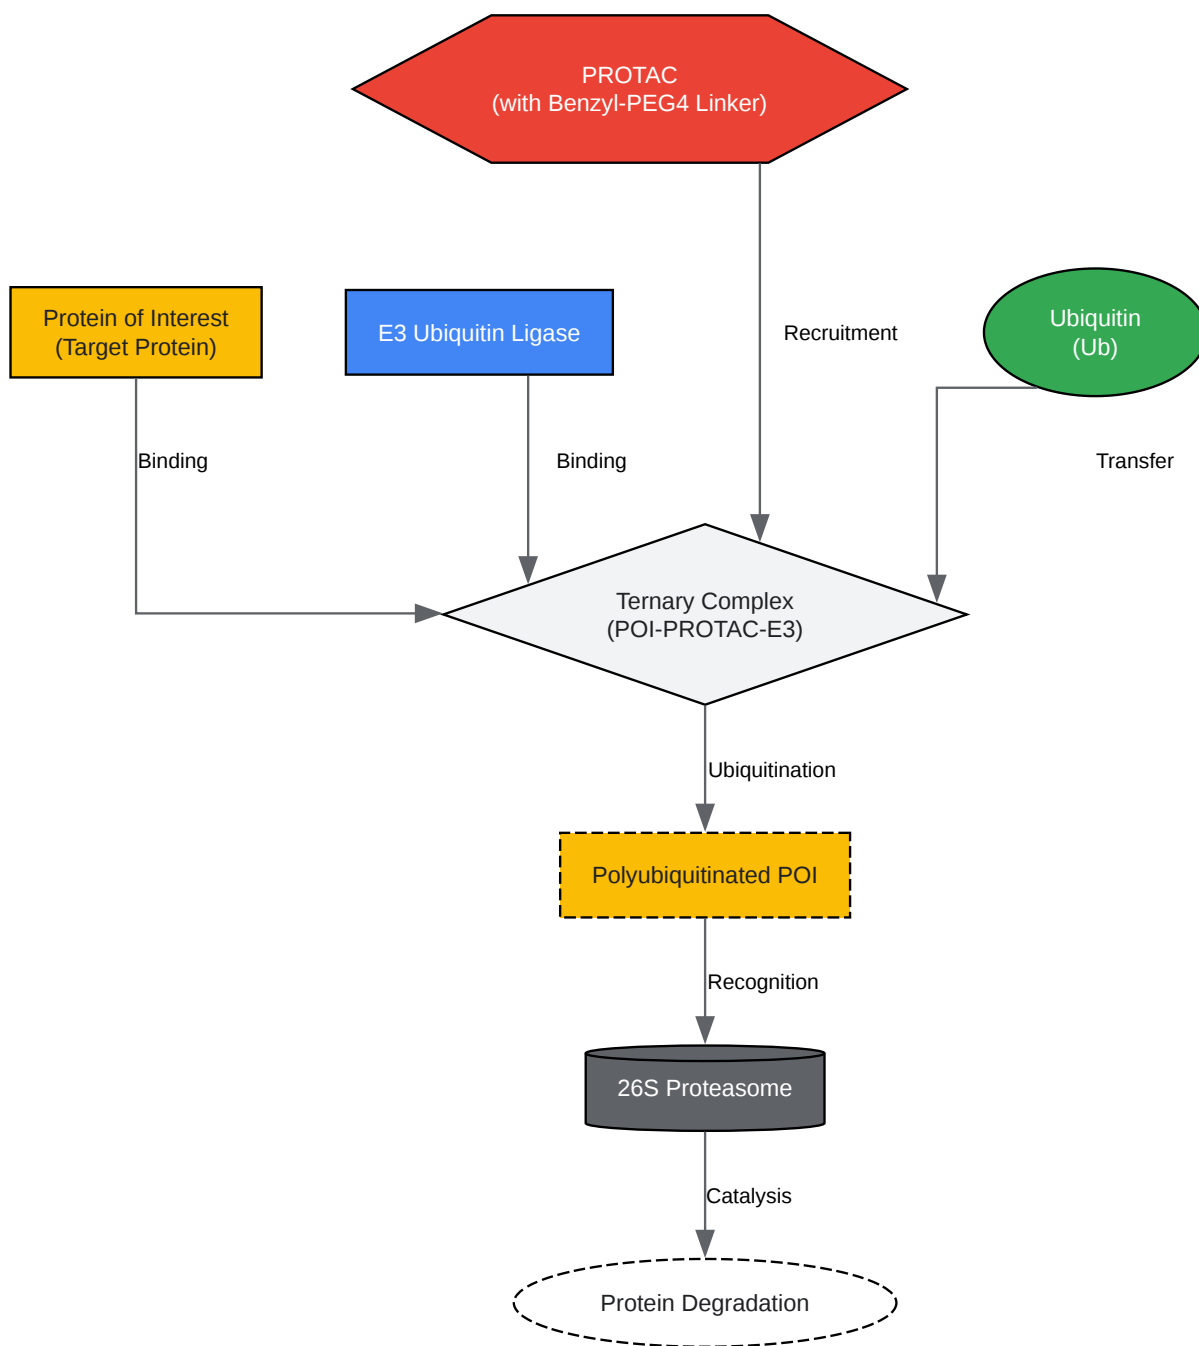 PROTAC
(with Benzyl-PEG4 Linker)
Protein of Interest
(Target Protein)
E3 Ubiquitin Ligase
Recruitment
Ubiquitin
(Ub)
Binding
Binding
Transfer
Ternary Complex
(POI-PROTAC-E3)
Ubiquitination
Polyubiquitinated POI
Recognition
26S Proteasome
Catalysis
Protein Degradation